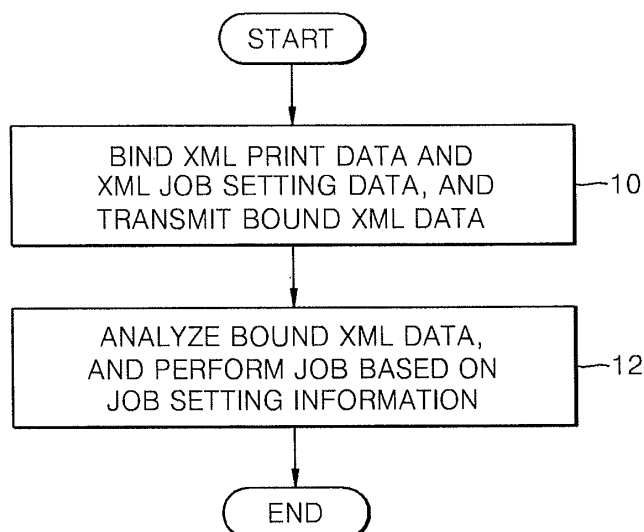 START
BIND XML PRINT DATA AND
XML JOB SETTING DATA, AND
TRANSMIT BOUND XML DATA
10
ANALYZE BOUND XML DATA,
AND PERFORM JOB BASED ON
JOB SETTING INFORMATION
12
END